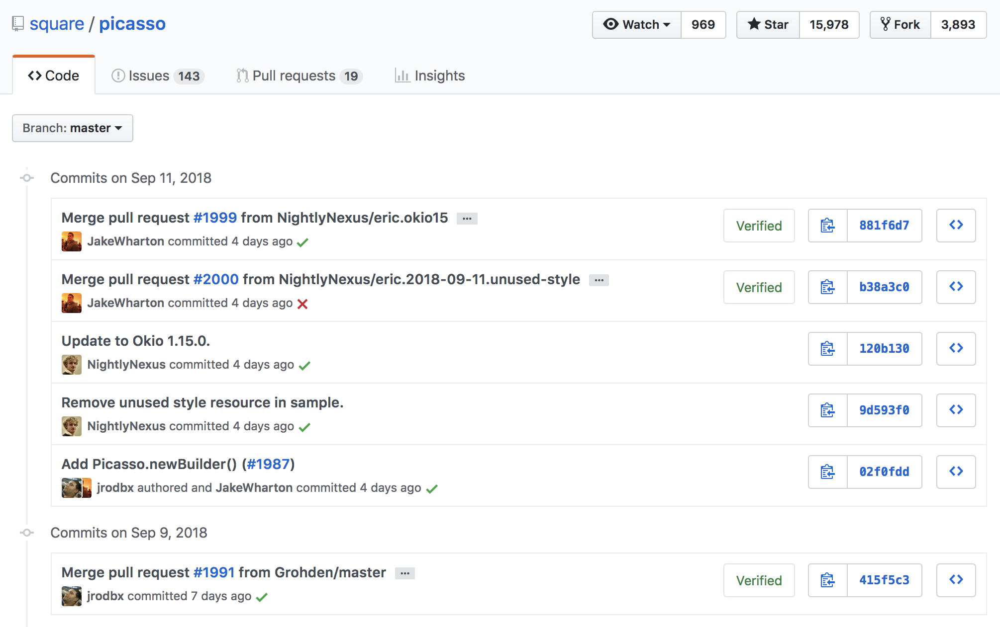 square / picasso
Watch 969 Star 15,978 Fork 3,893
Code Issues 143 Pull requests 19 Insights
Branch: master
Commits on Sep 11, 2018
Merge pull request #1999 from NightlyNexus/eric.okio15 ...
Verified 881f6d7
JakeWharton committed 4 days ago
Merge pull request #2000 from NightlyNexus/eric.2018-09-11.unused-style ...
Verified b38a3c0
JakeWharton committed 4 days ago
Update to Okio 1.15.0.
120b130
NightlyNexus committed 4 days ago
Remove unused style resource in sample.
9d593f0
NightlyNexus committed 4 days ago
Add Picasso.newBuilder() (#1987)
02f0fdd
jrodbx authored and JakeWharton committed 4 days ago
Commits on Sep 9, 2018
Merge pull request #1991 from Grohden/master ...
Verified 415f5c3
jrodbx committed 7 days ago